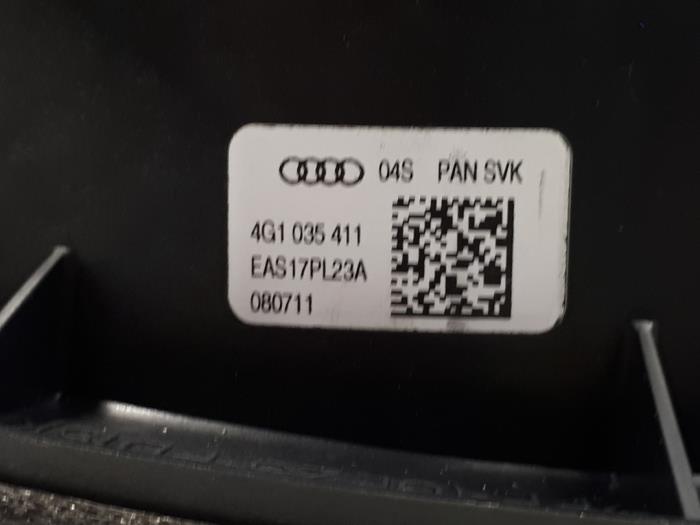 04S PAN SVK
4G1 035 411
EAS17PL23A
080711